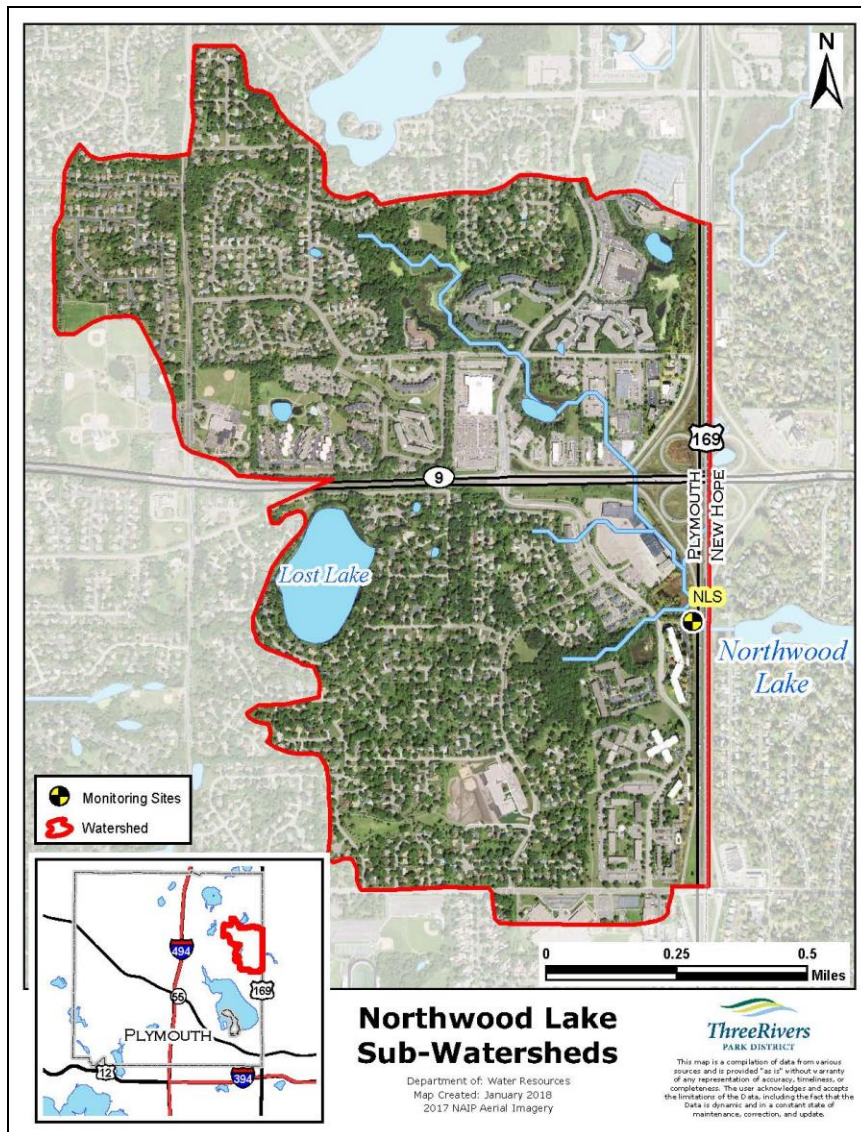 N
169
9
PLYMOUTH
NEW HOPE
Lost Lake
NLS
Northwood
Lake
Monitoring Sites
Watershed
0 0.25 0.5
Miles
494
169
55
PLYMOUTH
12
394
Northwood Lake
Sub-Watersheds
Department of: Water Resources
Map Created: January 2018
2017 NAIP Aerial Imagery
ThreeRivers
PARK DISTRICT
This map is a compilation of data from various
sources and is provided "as is" without warranty
of any representation of accuracy, timeliness, or
completeness. The user acknowledges and accepts
the limitations of the Data, including the fact that the
Data is dynamic and in a constant state of
maintenance, correction, and update.